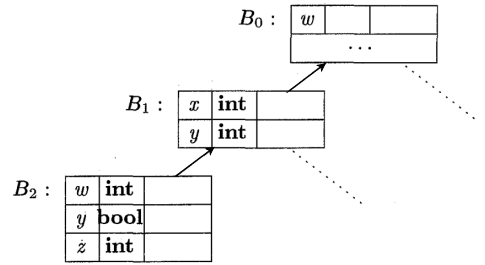 B₀ : w
⋯
B₁ : x int
y int
B₂ : w int
y bool
z int